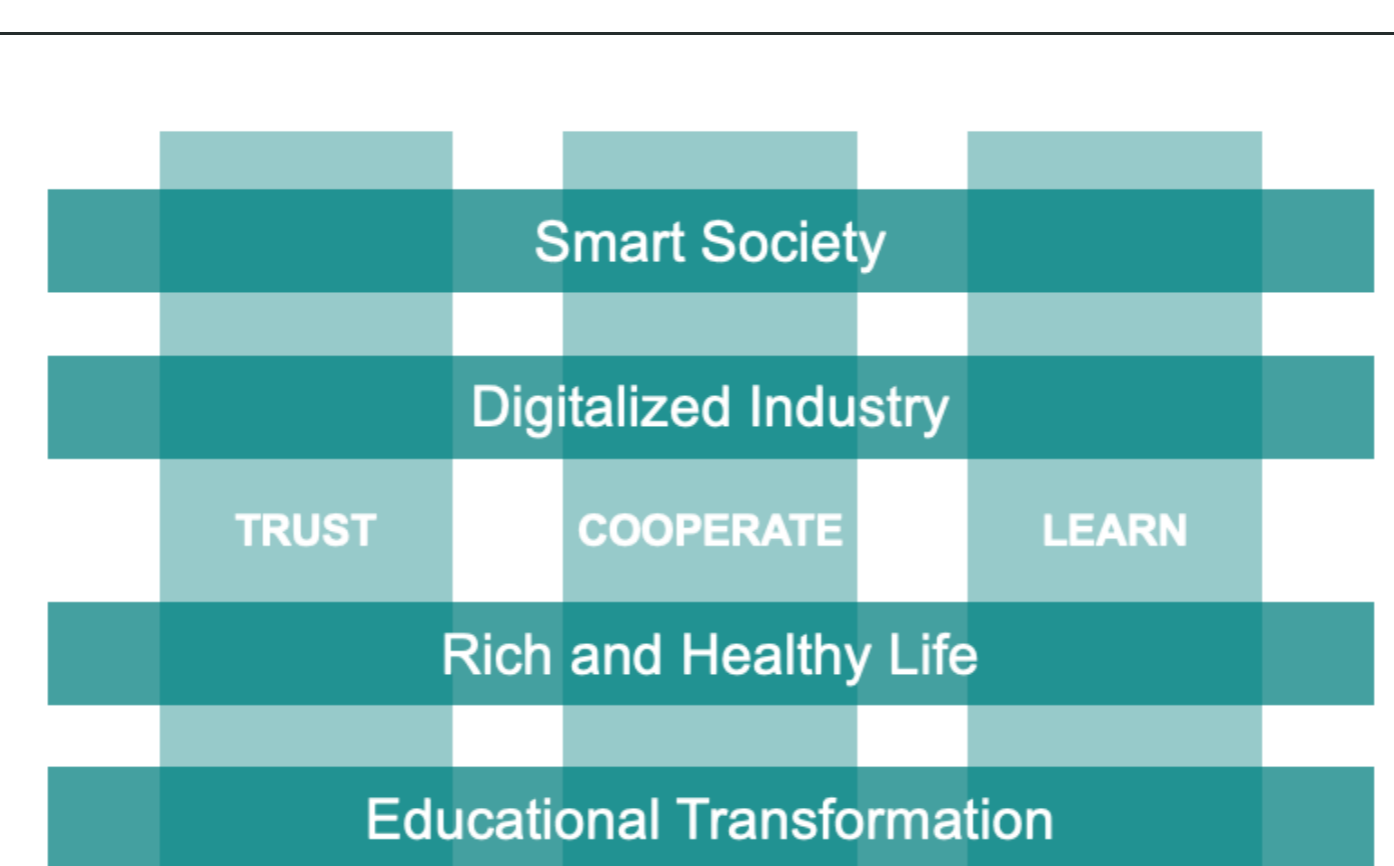 Smart Society
Digitalized Industry
TRUST COOPERATE LEARN
Rich and Healthy Life
Educational Transformation